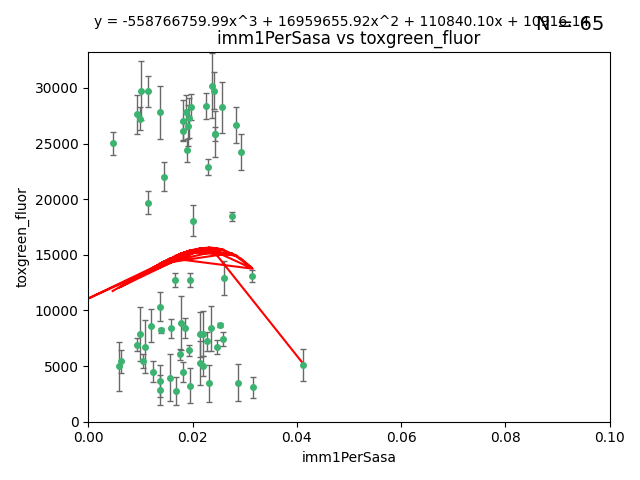 y = -558766759.99x^3 + 16959655.92x^2 + 110840.10x + 10916.14
N = 65
imm1PerSasa vs toxgreen_fluor
30000
25000
20000
15000
10000
5000
0
toxgreen_fluor
0.00 0.02 0.04 0.06 0.08 0.10
imm1PerSasa